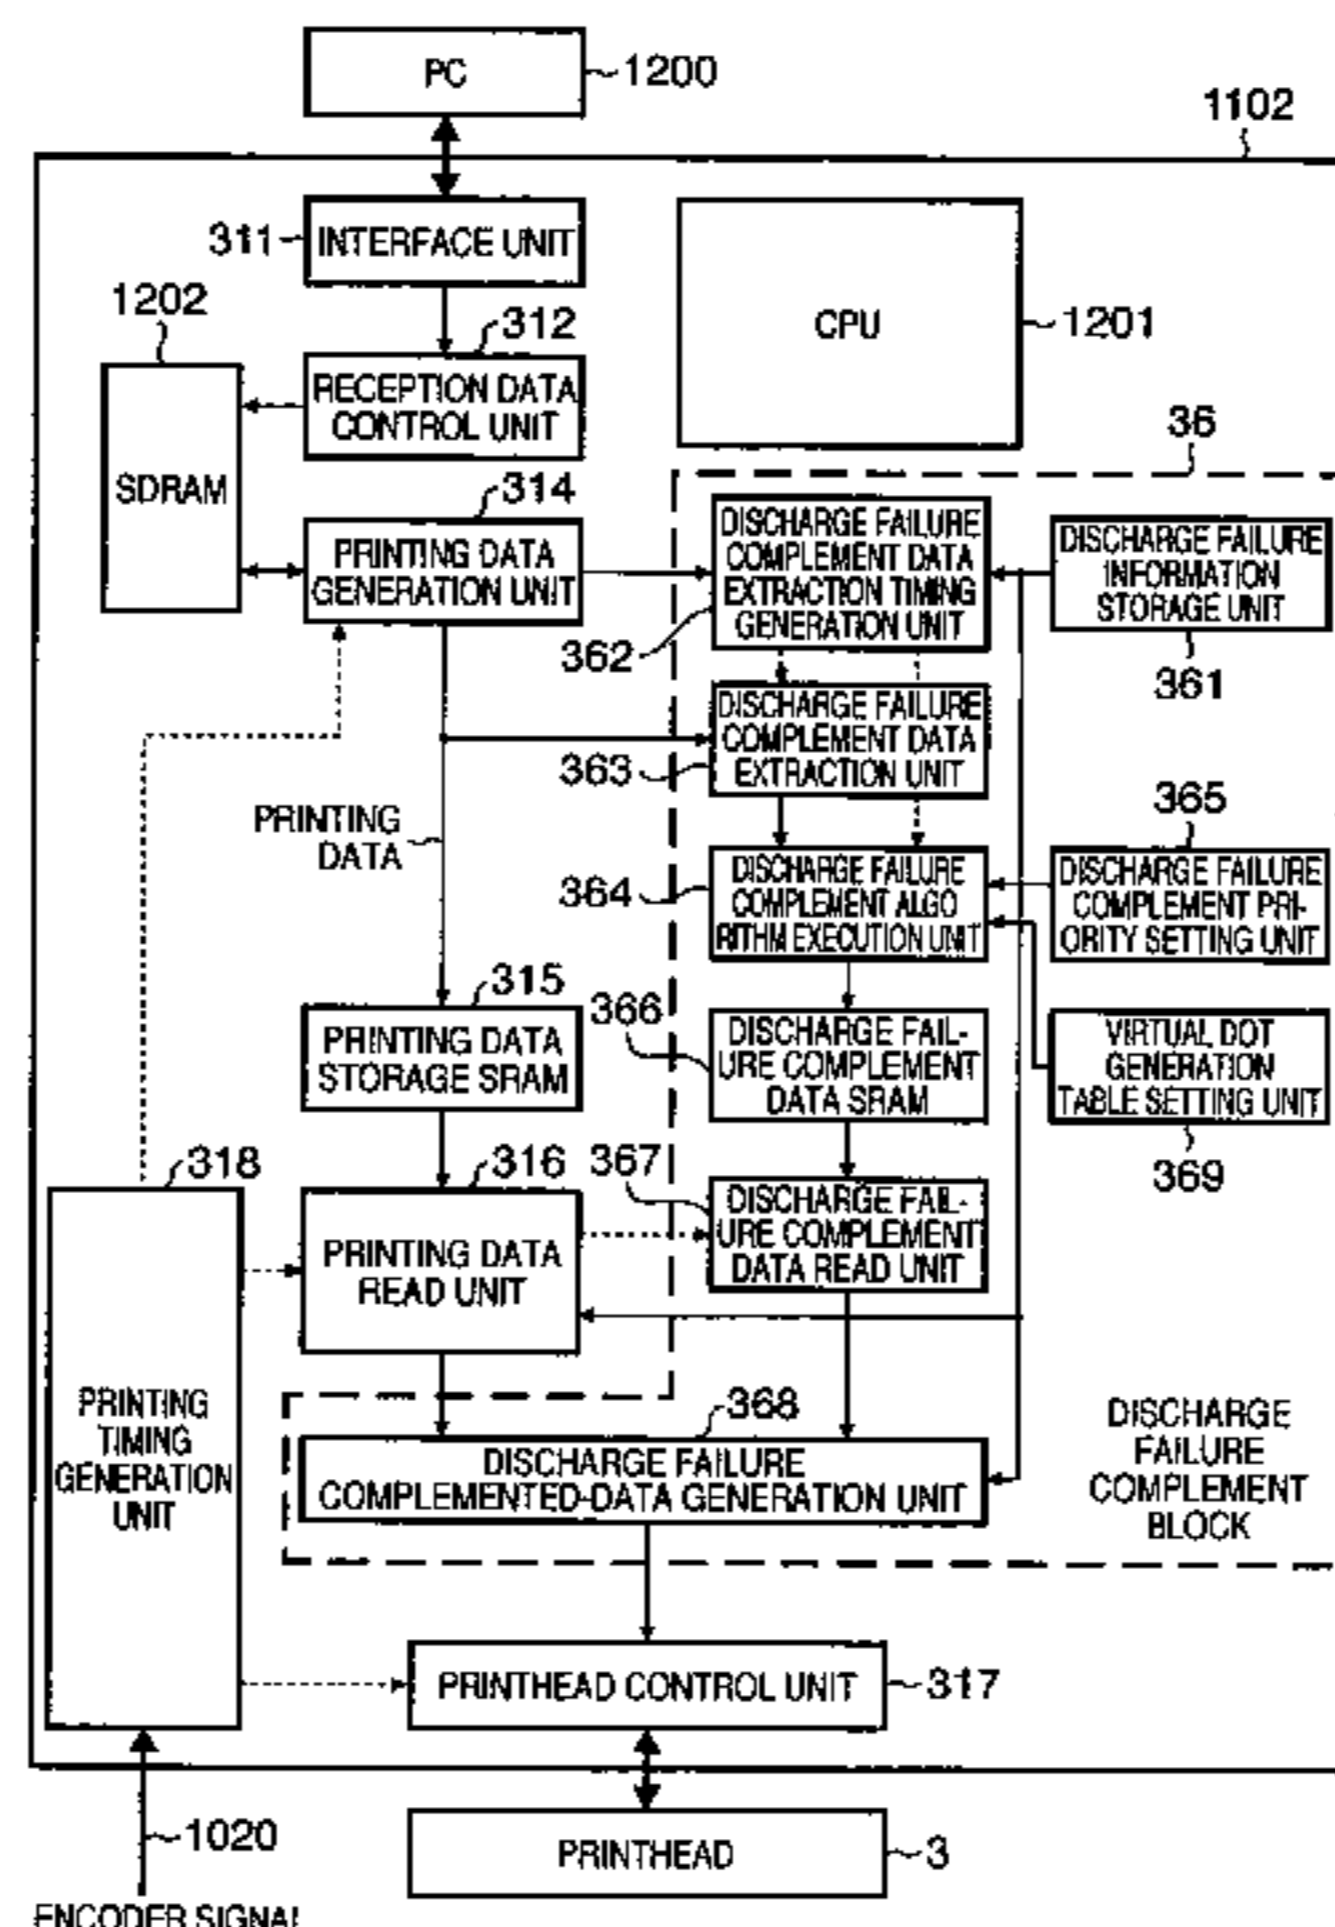 PC
1200
1102
311
INTERFACE UNIT
1202
312
CPU
1201
RECEPTION DATA
CONTROL UNIT
36
SDRAM
314
PRINTING DATA
GENERATION UNIT
DISCHARGE FAILURE
COMPLEMENT DATA
EXTRACTION TIMING
GENERATION UNIT
DISCHARGE FAILURE
INFORMATION
STORAGE UNIT
362
361
DISCHARGE FAILURE
COMPLEMENT DATA
EXTRACTION UNIT
363
365
PRINTING
DATA
364
DISCHARGE FAILURE
COMPLEMENT ALGO
RITHM EXECUTION UNIT
DISCHARGE FAILURE
COMPLEMENT PRI-
ORITY SETTING UNIT
315
366
PRINTING DATA
STORAGE SRAM
DISCHARGE FAIL-
URE COMPLEMENT
DATA SRAM
VIRTUAL DOT
GENERATION
TABLE SETTING UNIT
318
316
367
369
PRINTING DATA
READ UNIT
DISCHARGE FAIL-
URE COMPLEMENT
DATA READ UNIT
PRINTING
TIMING
GENERATION
UNIT
368
DISCHARGE FAILURE
COMPLEMENTED-DATA GENERATION UNIT
DISCHARGE
FAILURE
COMPLEMENT
BLOCK
PRINTHEAD CONTROL UNIT
317
1020
PRINTHEAD
3
ENCODER SIGNAL